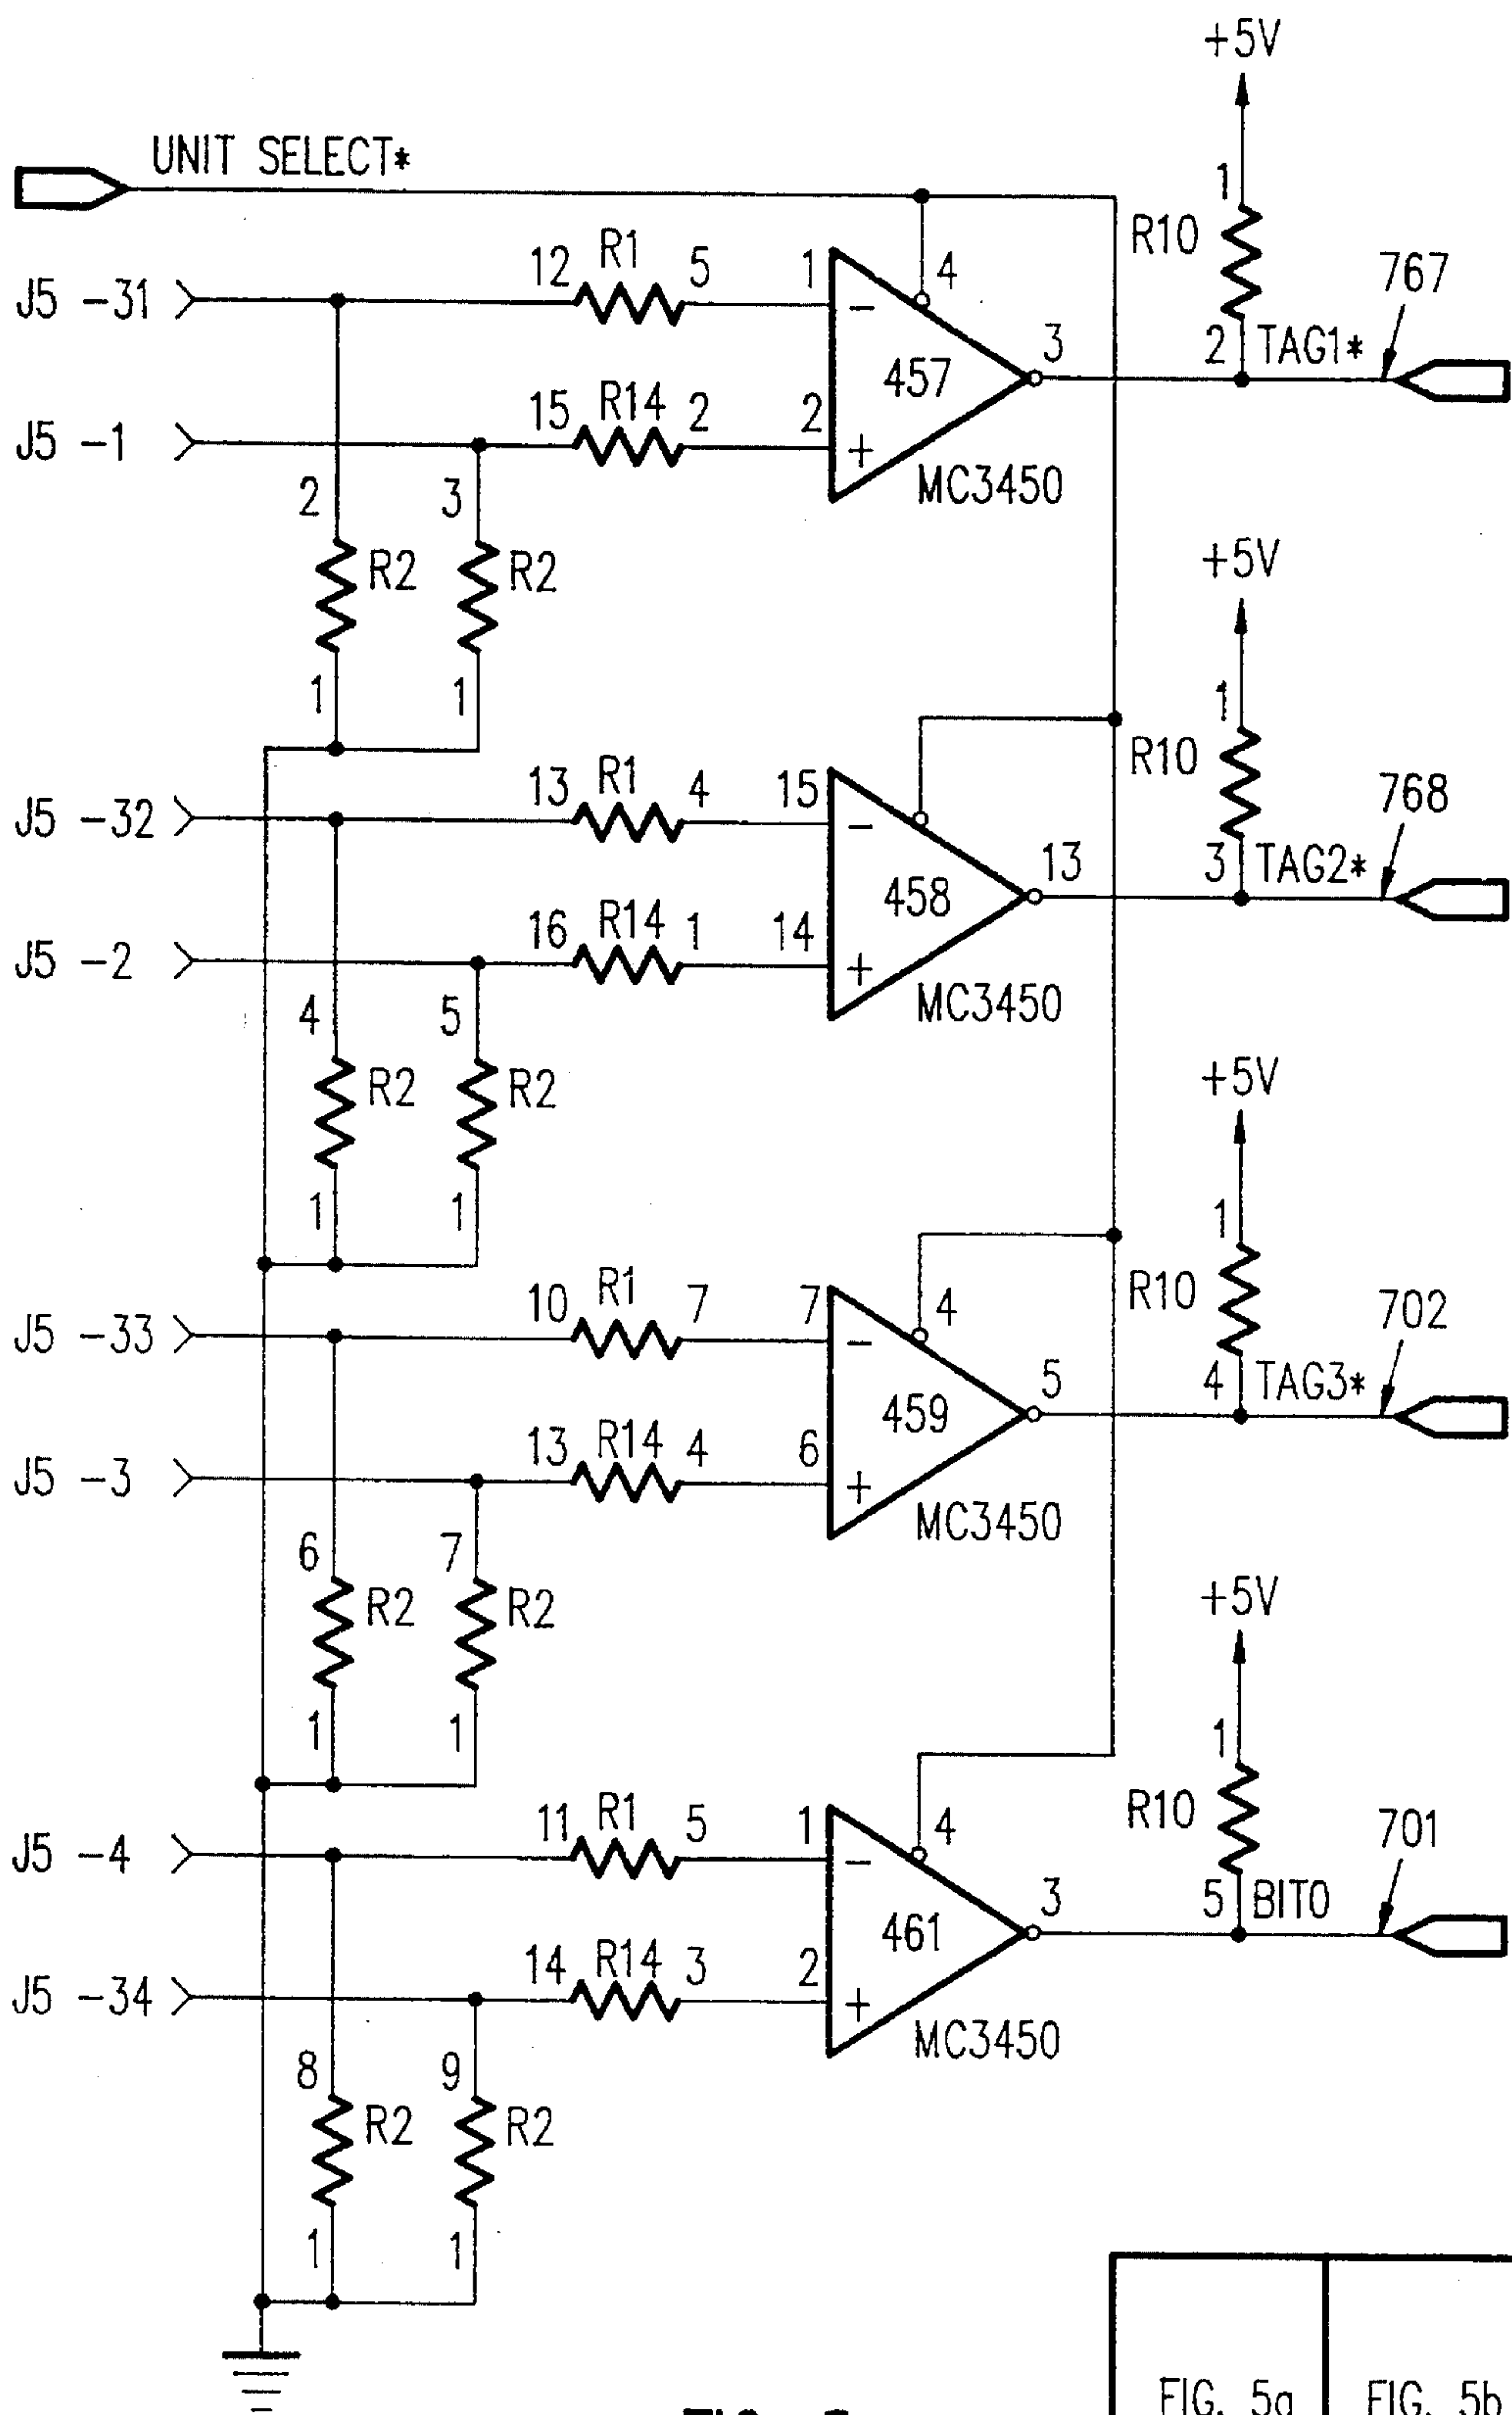 +5V
UNIT SELECT*
1
R10
J5 -31
12 R1 5
1
-
4
767
457
3
2 TAG1*
J5 -1
15 R14 2
2
+
MC3450
2
R2
3
R2
1
1
+5V
1
R10
J5 -32
13 R1 4
15
-
768
458
13
3 TAG2*
J5 -2
16 R14 1
14
+
MC3450
4
R2
5
R2
1
1
+5V
1
R10
J5 -33
10 R1 7
7
-
4
702
459
5
4 TAG3*
J5 -3
13 R14 4
6
+
MC3450
6
R2
7
R2
1
1
+5V
1
R10
J5 -4
11 R1 5
1
-
4
701
461
3
5 BIT0
J5 -34
14 R14 3
2
+
MC3450
8
R2
9
R2
1
1
FIG. 5a
FIG. 5b